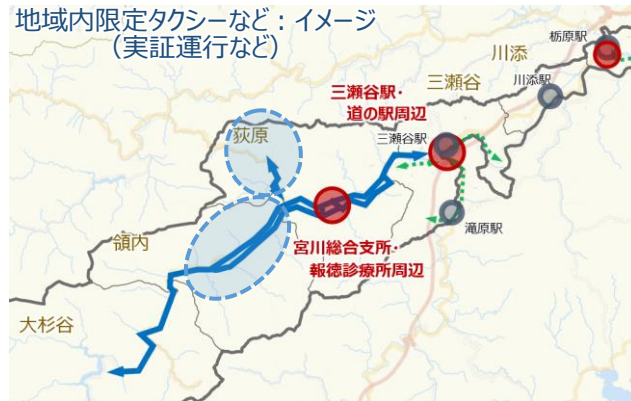 地域内限定タクシーなど：イメージ
（実証運行など）
栃原駅
川添
川添駅
三瀬谷
三瀬谷駅・
道の駅周辺
三瀬谷駅
荻原
滝原駅
宮川総合支所・
報徳診療所周辺
領内
大杉谷